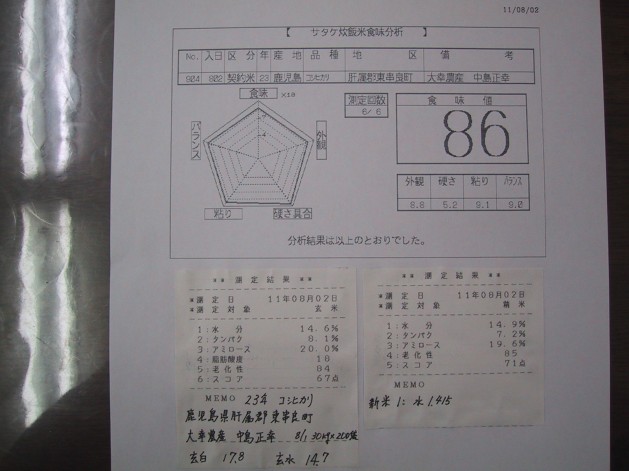 11/08/02
【 サタケ炊飯米食味分析 】
No. 入日 区分 年 産地 品種 地区 備考
904 802 契約米 23 鹿児島 コシヒカリ 肝属郡東串良町 大幸農産 中島正幸
食味 ×10
バランス
外観
粘り
硬さ具合
測定回数
6/6
食味値
86
外観 硬さ 粘り バランス
8.8 5.2 9.1 9.0
分析結果は以上のとおりでした。
** 測定結果 **
*測定日 11年08月02日
*測定対象 玄米
1:水分 14.6%
2:タンパク 8.1%
3:アミロース 20.0%
4:脂肪酸度 18
5:老化性 84
6:スコア 67点
MEMO 23年 コシヒカリ
鹿児島県肝属郡東串良町
大幸農産 中島正幸 8/1 30kg×200袋
玄白 17.8 玄水 14.7
** 測定結果 **
*測定日 11年08月02日
*測定対象 精米
1:水分 14.9%
2:タンパク 7.2%
3:アミロース 19.6%
4:老化性 85
5:スコア 71点
MEMO
新米 1:水 1.415